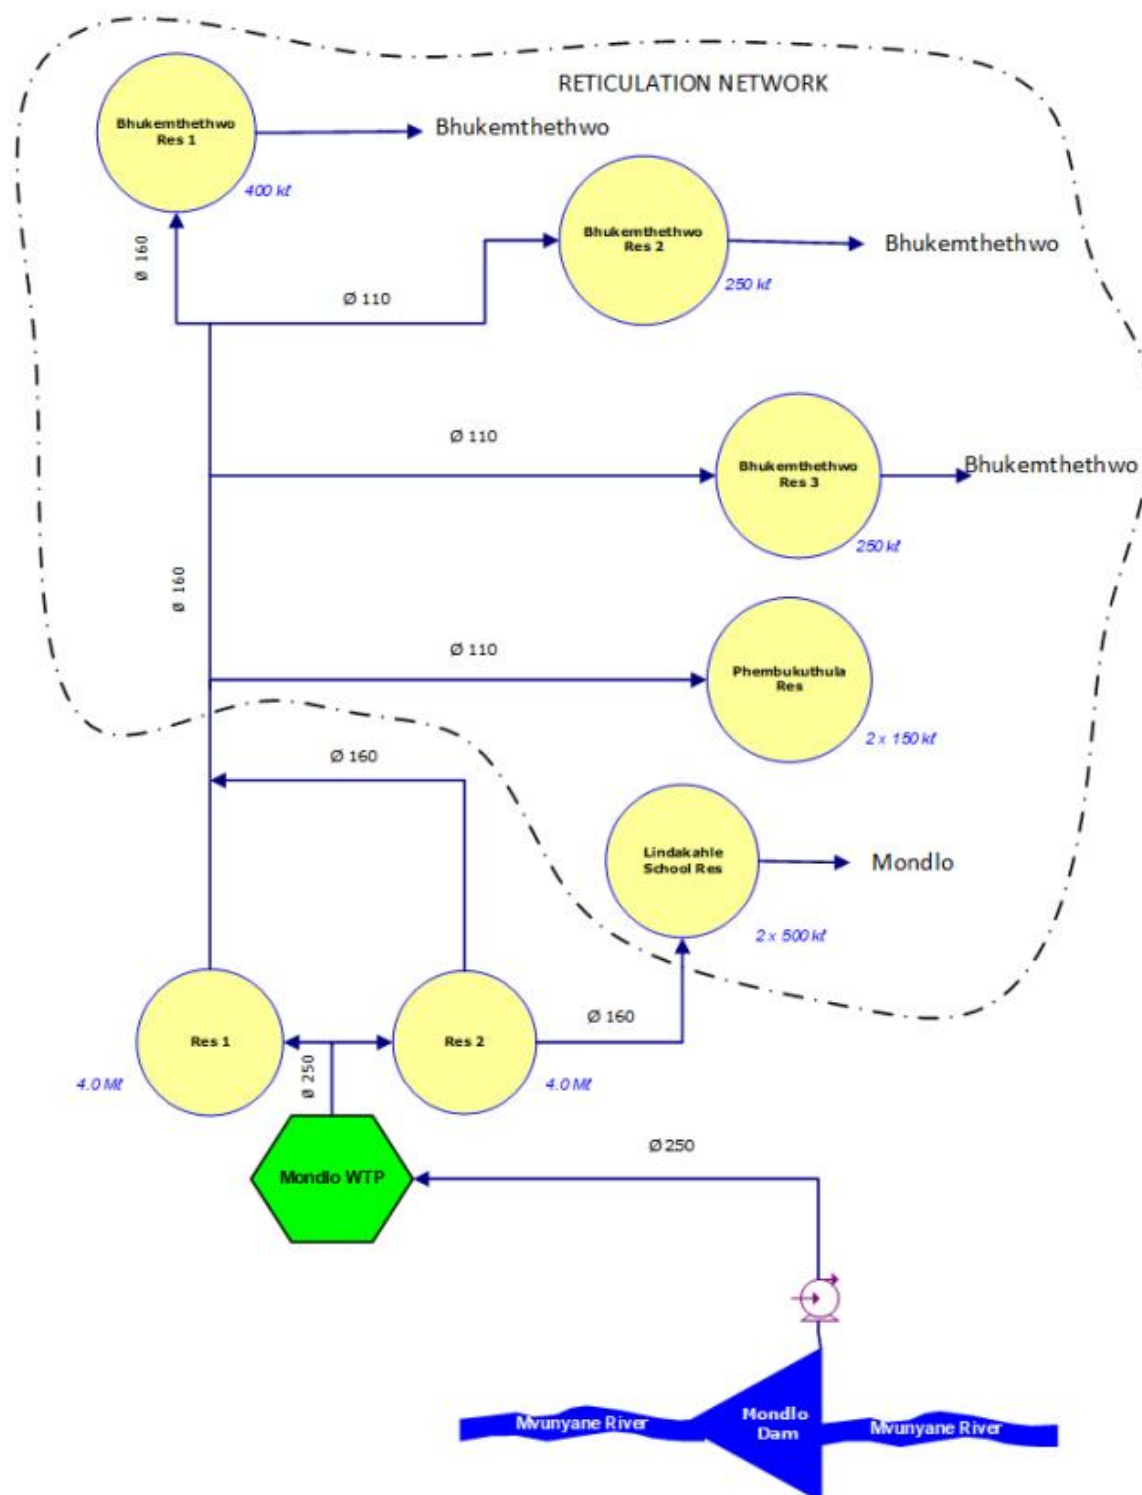 RETICULATION NETWORK
Bhukemthethwo
Res 1
Bhukemthethwo
400 kℓ
Ø 160
Bhukemthethwo
Res 2
Bhukemthethwo
250 kℓ
Ø 110
Ø 110
Bhukemthethwo
Res 3
Bhukemthethwo
250 kℓ
Ø 160
Ø 110
Phembukuthula
Res
2 x 150 kℓ
Ø 160
Lindakahle
School Res
Mondlo
2 x 500 kℓ
Ø 160
Res 1
Res 2
4.0 Mℓ
Ø 250
4.0 Mℓ
Mondlo WTP
Ø 250
Mvunyane River
Mondlo
Dam
Mvunyane River